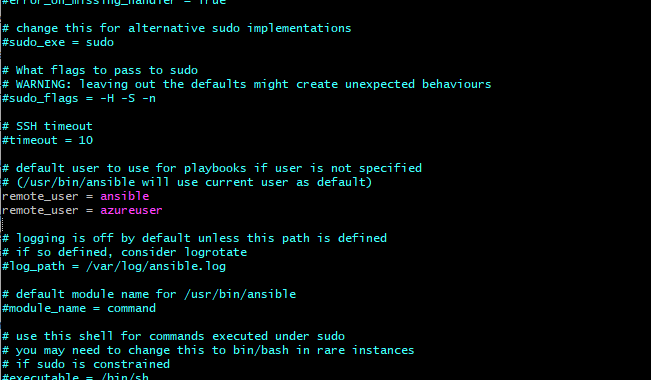 #error_on_missing_handler = True

# change this for alternative sudo implementations
#sudo_exe = sudo

# What flags to pass to sudo
# WARNING: leaving out the defaults might create unexpected behaviours
#sudo_flags = -H -S -n

# SSH timeout
#timeout = 10

# default user to use for playbooks if user is not specified
# (/usr/bin/ansible will use current user as default)
remote_user = ansible
remote_user = azureuser

# logging is off by default unless this path is defined
# if so defined, consider logrotate
#log_path = /var/log/ansible.log

# default module name for /usr/bin/ansible
#module_name = command

# use this shell for commands executed under sudo
# you may need to change this to bin/bash in rare instances
# if sudo is constrained
#executable = /bin/sh